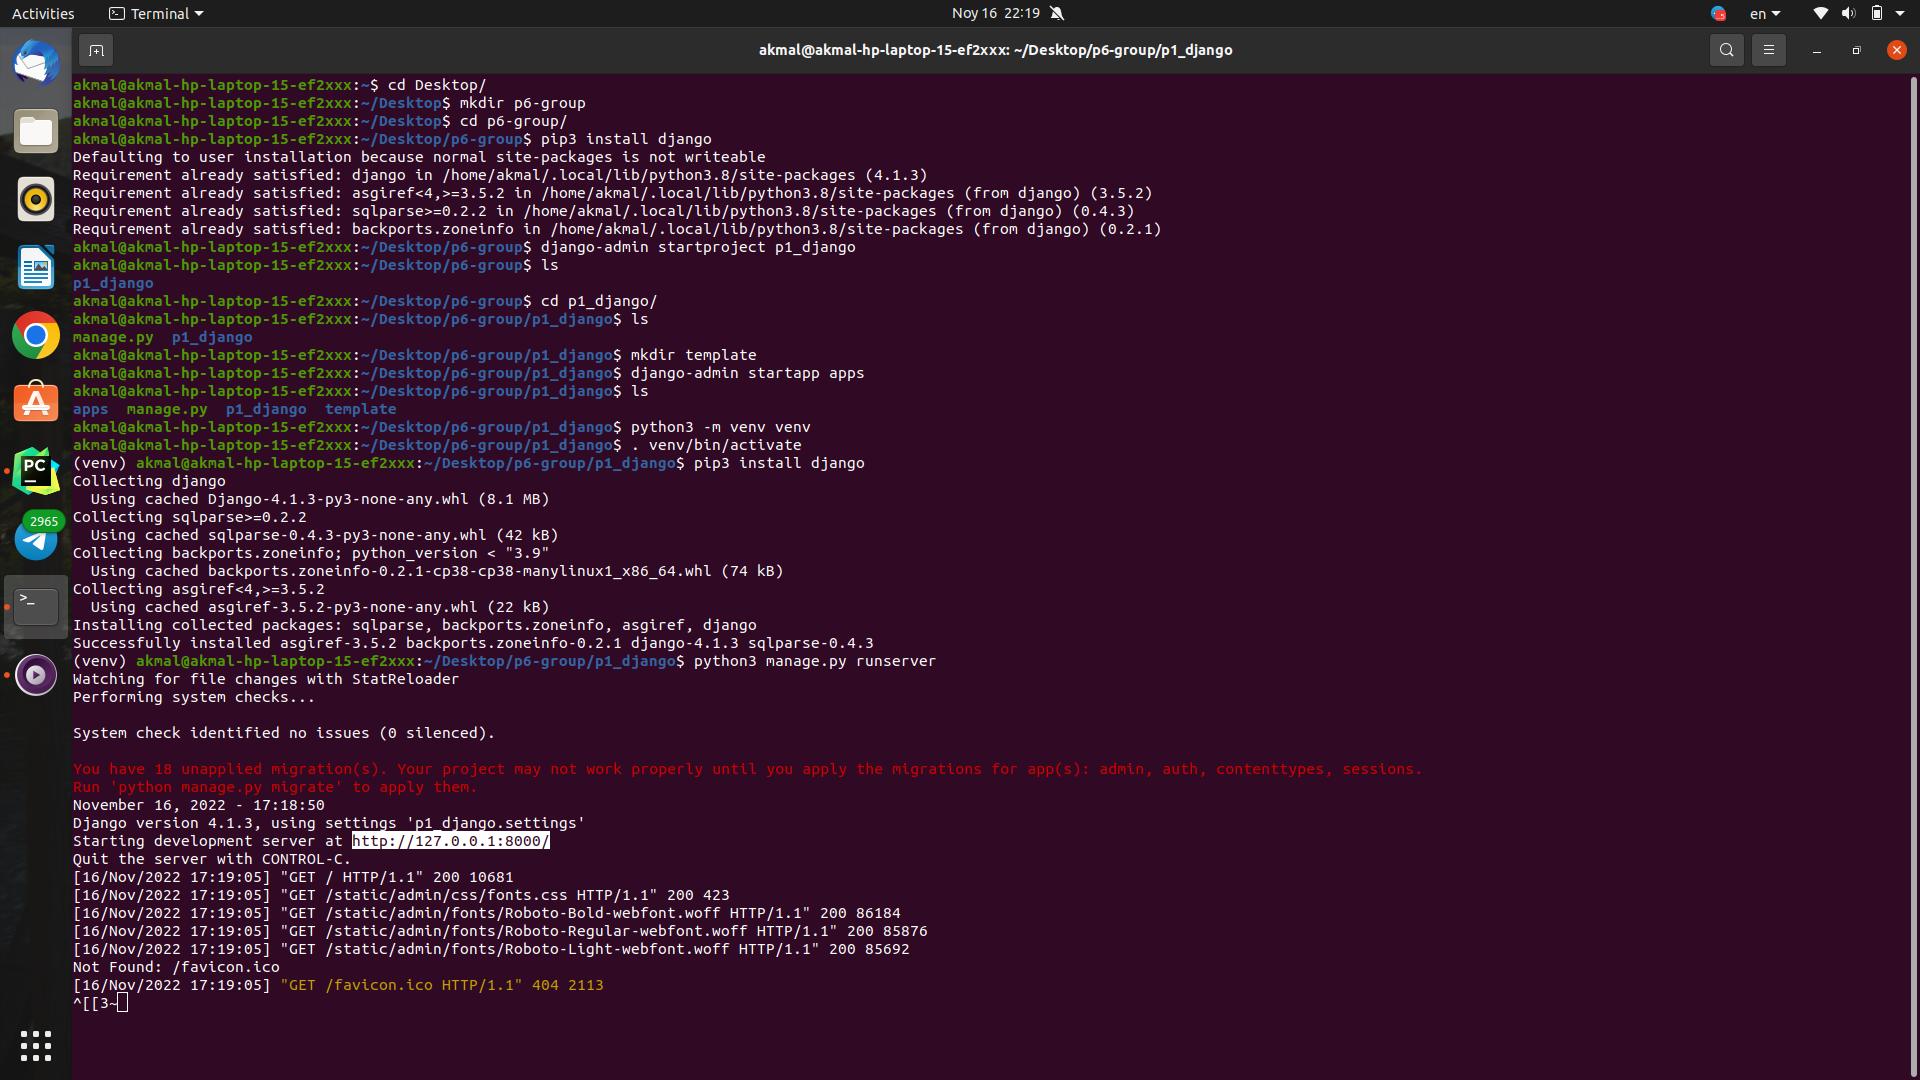 Activities
Terminal
Noy 16 22:19
en
akmal@akmal-hp-laptop-15-ef2xxx: ~/Desktop/p6-group/p1_django
akmal@akmal-hp-laptop-15-ef2xxx:~$ cd Desktop/
akmal@akmal-hp-laptop-15-ef2xxx:~/Desktop$ mkdir p6-group
akmal@akmal-hp-laptop-15-ef2xxx:~/Desktop$ cd p6-group/
akmal@akmal-hp-laptop-15-ef2xxx:~/Desktop/p6-group$ pip3 install django
Defaulting to user installation because normal site-packages is not writeable
Requirement already satisfied: django in /home/akmal/.local/lib/python3.8/site-packages (4.1.3)
Requirement already satisfied: asgiref<4,>=3.5.2 in /home/akmal/.local/lib/python3.8/site-packages (from django) (3.5.2)
Requirement already satisfied: sqlparse>=0.2.2 in /home/akmal/.local/lib/python3.8/site-packages (from django) (0.4.3)
Requirement already satisfied: backports.zoneinfo in /home/akmal/.local/lib/python3.8/site-packages (from django) (0.2.1)
akmal@akmal-hp-laptop-15-ef2xxx:~/Desktop/p6-group$ django-admin startproject p1_django
akmal@akmal-hp-laptop-15-ef2xxx:~/Desktop/p6-group$ ls
p1_django
akmal@akmal-hp-laptop-15-ef2xxx:~/Desktop/p6-group$ cd p1_django/
akmal@akmal-hp-laptop-15-ef2xxx:~/Desktop/p6-group/p1_django$ ls
manage.py  p1_django
akmal@akmal-hp-laptop-15-ef2xxx:~/Desktop/p6-group/p1_django$ mkdir template
akmal@akmal-hp-laptop-15-ef2xxx:~/Desktop/p6-group/p1_django$ django-admin startapp apps
akmal@akmal-hp-laptop-15-ef2xxx:~/Desktop/p6-group/p1_django$ ls
apps  manage.py  p1_django  template
akmal@akmal-hp-laptop-15-ef2xxx:~/Desktop/p6-group/p1_django$ python3 -m venv venv
akmal@akmal-hp-laptop-15-ef2xxx:~/Desktop/p6-group/p1_django$ . venv/bin/activate
(venv) akmal@akmal-hp-laptop-15-ef2xxx:~/Desktop/p6-group/p1_django$ pip3 install django
Collecting django
  Using cached Django-4.1.3-py3-none-any.whl (8.1 MB)
Collecting sqlparse>=0.2.2
  Using cached sqlparse-0.4.3-py3-none-any.whl (42 kB)
Collecting backports.zoneinfo; python_version < "3.9"
  Using cached backports.zoneinfo-0.2.1-cp38-cp38-manylinux1_x86_64.whl (74 kB)
Collecting asgiref<4,>=3.5.2
  Using cached asgiref-3.5.2-py3-none-any.whl (22 kB)
Installing collected packages: sqlparse, backports.zoneinfo, asgiref, django
Successfully installed asgiref-3.5.2 backports.zoneinfo-0.2.1 django-4.1.3 sqlparse-0.4.3
(venv) akmal@akmal-hp-laptop-15-ef2xxx:~/Desktop/p6-group/p1_django$ python3 manage.py runserver
Watching for file changes with StatReloader
Performing system checks...
System check identified no issues (0 silenced).
You have 18 unapplied migration(s). Your project may not work properly until you apply the migrations for app(s): admin, auth, contenttypes, sessions.
Run 'python manage.py migrate' to apply them.
November 16, 2022 - 17:18:50
Django version 4.1.3, using settings 'p1_django.settings'
Starting development server at http://127.0.0.1:8000/
Quit the server with CONTROL-C.
[16/Nov/2022 17:19:05] "GET / HTTP/1.1" 200 10681
[16/Nov/2022 17:19:05] "GET /static/admin/css/fonts.css HTTP/1.1" 200 423
[16/Nov/2022 17:19:05] "GET /static/admin/fonts/Roboto-Bold-webfont.woff HTTP/1.1" 200 86184
[16/Nov/2022 17:19:05] "GET /static/admin/fonts/Roboto-Regular-webfont.woff HTTP/1.1" 200 85876
[16/Nov/2022 17:19:05] "GET /static/admin/fonts/Roboto-Light-webfont.woff HTTP/1.1" 200 85692
Not Found: /favicon.ico
[16/Nov/2022 17:19:05] "GET /favicon.ico HTTP/1.1" 404 2113
^[[3~
PC
2965
>_